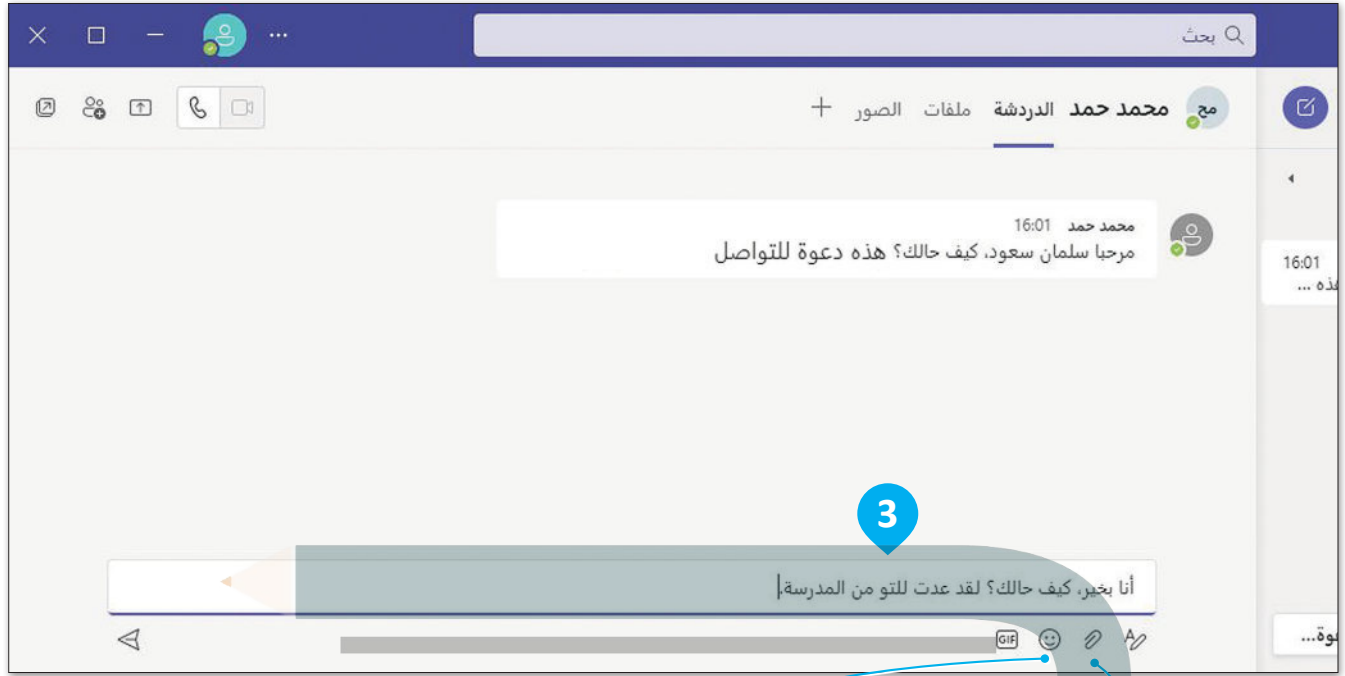 بحث
مح محمد حمد الدردشة ملفات الصور
محمد حمد 16:01
مرحبا سلمان سعود، كيف حالك؟ هذه دعوة للتواصل
16:01
هذه ...
3
أنا بخير، كيف حالك؟ لقد عدت للتو من المدرسة.
GIF